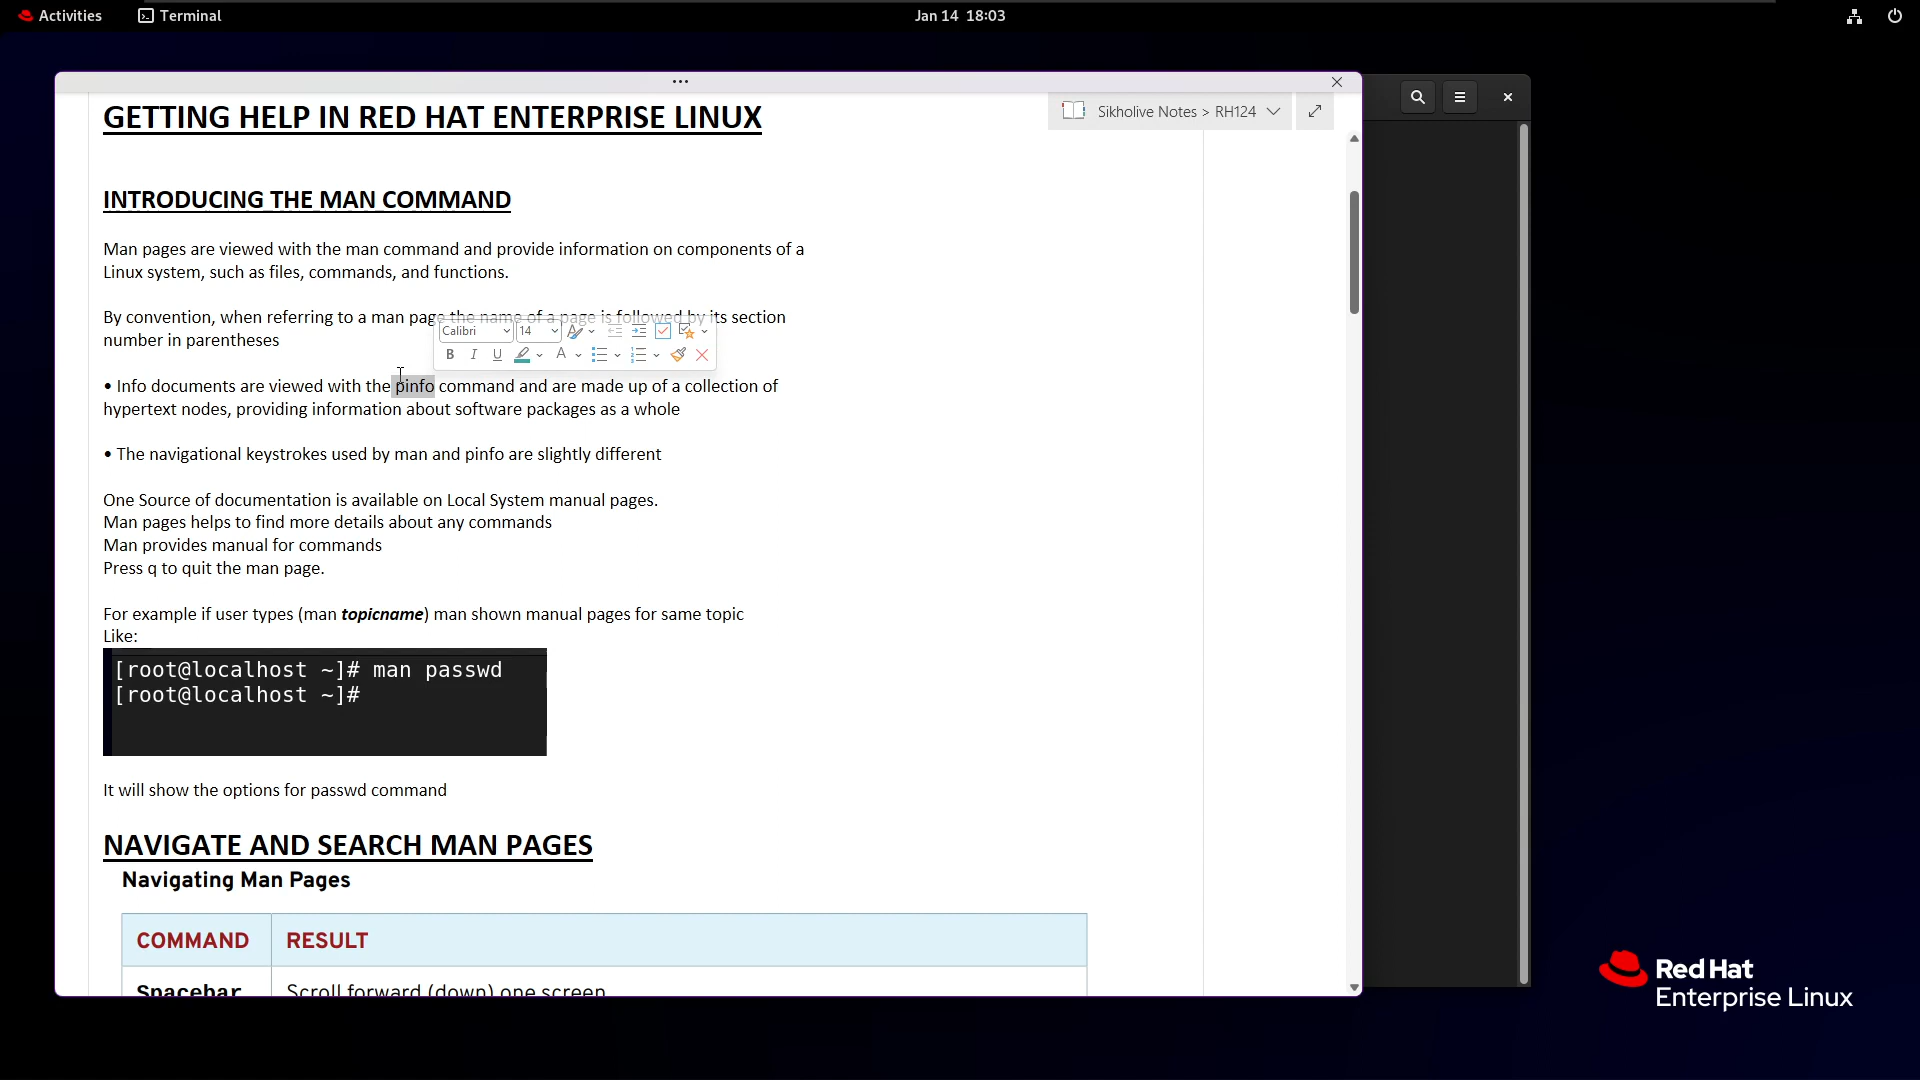 Activities
Terminal
Jan 14 18:03
GETTING HELP IN RED HAT ENTERPRISE LINUX
Sikholive Notes > RH124
INTRODUCING THE MAN COMMAND
Man pages are viewed with the man command and provide information on components of a
Linux system, such as files, commands, and functions.
By convention, when referring to a man page the name of a page is followed by its section
number in parentheses
Calibri 14
B I U A
• Info documents are viewed with the pinfo command and are made up of a collection of
hypertext nodes, providing information about software packages as a whole
• The navigational keystrokes used by man and pinfo are slightly different
One Source of documentation is available on Local System manual pages.
Man pages helps to find more details about any commands
Man provides manual for commands
Press q to quit the man page.
For example if user types (man topicname) man shown manual pages for same topic
Like:
[root@localhost ~]# man passwd
[root@localhost ~]#
It will show the options for passwd command
NAVIGATE AND SEARCH MAN PAGES
Navigating Man Pages
COMMAND RESULT
Spacebar Scroll forward (down) one screen
Red Hat
Enterprise Linux